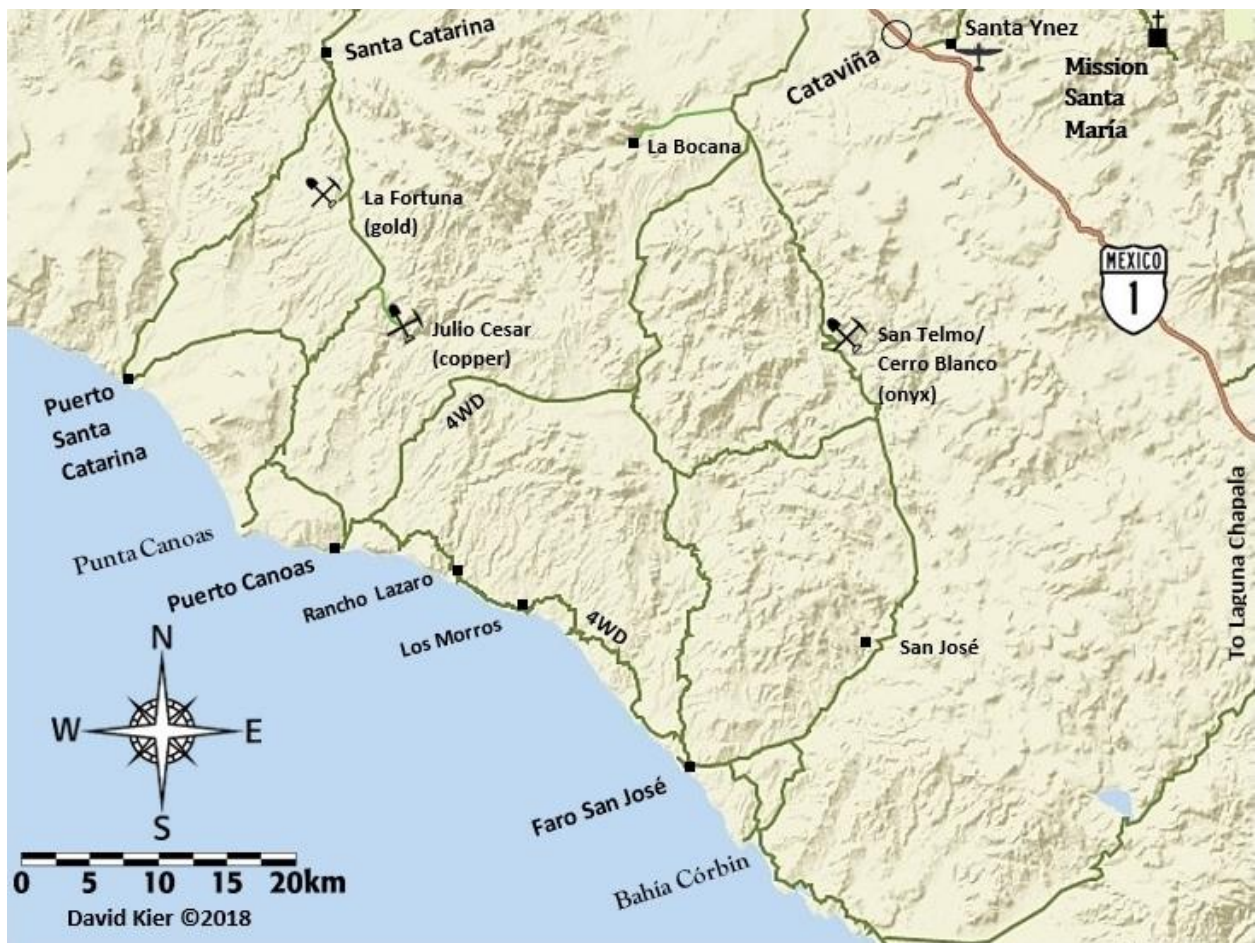 Santa Catarina
Santa Ynez
Cataviña
Mission
Santa
María
La Bocana
La Fortuna
(gold)
MEXICO
1
Julio Cesar
(copper)
San Telmo/
Cerro Blanco
(onyx)
Puerto
Santa
Catarina
4WD
To Laguna Chapala
Punta Canoas
Puerto Canoas
Rancho Lazaro
Los Morros
4WD
San José
N
W
E
S
Faro San José
Bahía Córbin
0 5 10 15 20km
David Kier ©2018